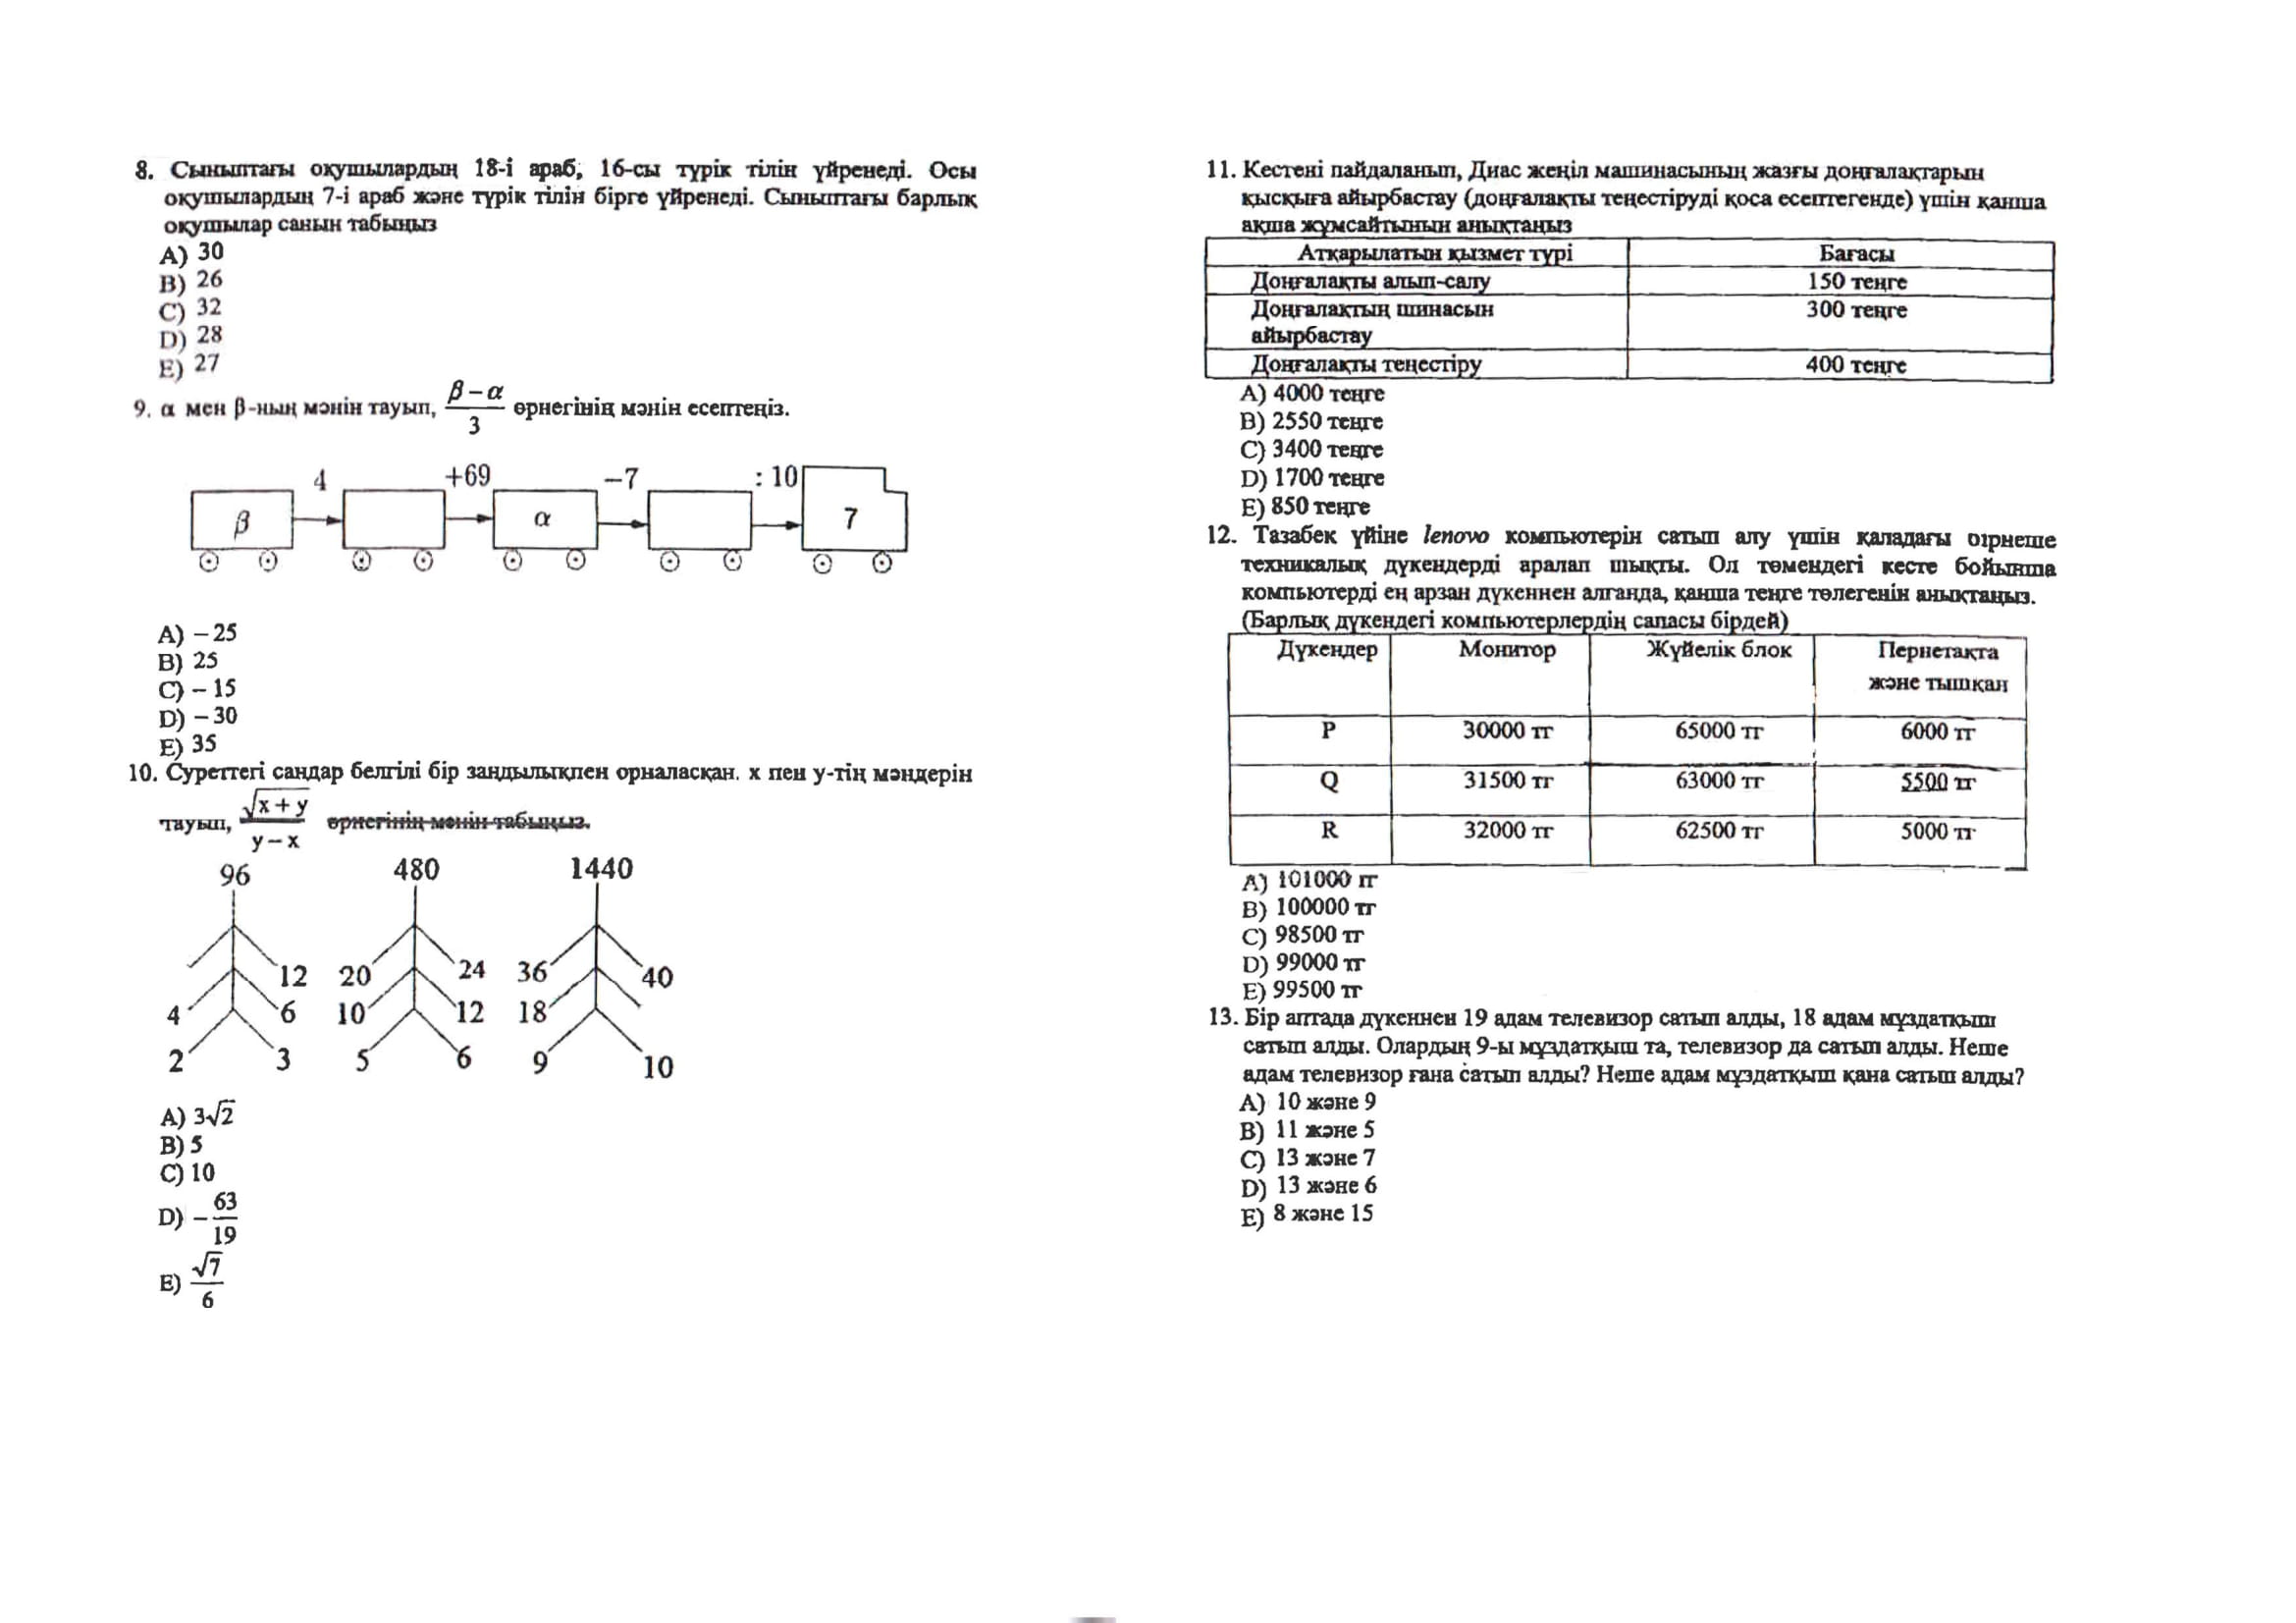 8. Сыныптағы оқушылардың 18-і араб, 16-сы түрік тілін үйренеді. Осы
оқушылардың 7-і араб және түрік тілін бірге үйренеді. Сыныптағы барлық
оқушылар санын табыңыз
A) 30
B) 26
C) 32
D) 28
E) 27
9. α мен β-ның мәнін тауып, (β – α)/3 өрнегінің мәнін есептеңіз.
4 +69 –7 : 10
β α 7
A) – 25
B) 25
C) – 15
D) – 30
E) 35
10. Суреттегі сандар белгілі бір заңдылықпен орналасқан. x пен y-тің мәндерін
тауып, √(x + y)/(y – x) өрнегінің мәнін табыңыз.
96 480 1440
12 20 24 36 40
4 6 10 12 18
2 3 5 6 9 10
A) 3√2
B) 5
C) 10
D) –63/19
E) √7/6
11. Кестені пайдаланып, Диас жеңіл машинасының жазғы доңғалақтарын
қысқыға айырбастау (доңғалақты теңестіруді қоса есептегенде) үшін қанша
ақша жұмсайтынын анықтаңыз
Атқарылатын қызмет түрі Бағасы
Доңғалақты алып-салу 150 теңге
Доңғалақтың шинасын 300 теңге
айырбастау
Доңғалақты теңестіру 400 теңге
A) 4000 теңге
B) 2550 теңге
C) 3400 теңге
D) 1700 теңге
E) 850 теңге
12. Тазабек үйіне lenovo компьютерін сатып алу үшін қаладағы бірнеше
техникалық дүкендерді аралап шықты. Ол төмендегі кесте бойынша
компьютерді ең арзан дүкеннен алғанда, қанша теңге төлегенін анықтаңыз.
(Барлық дүкендегі компьютерлердің сапасы бірдей)
Дүкендер Монитор Жүйелік блок Пернетақта
және тышқан
P 30000 тг 65000 тг 6000 тг
Q 31500 тг 63000 тг 5500 тг
R 32000 тг 62500 тг 5000 тг
A) 101000 тг
B) 100000 тг
C) 98500 тг
D) 99000 тг
E) 99500 тг
13. Бір аптада дүкеннен 19 адам телевизор сатып алды, 18 адам мұздатқыш
сатып алды. Олардың 9-ы мұздатқыш та, телевизор да сатып алды. Неше
адам телевизор ғана сатып алды? Неше адам мұздатқыш қана сатып алды?
A) 10 және 9
B) 11 және 5
C) 13 және 7
D) 13 және 6
E) 8 және 15